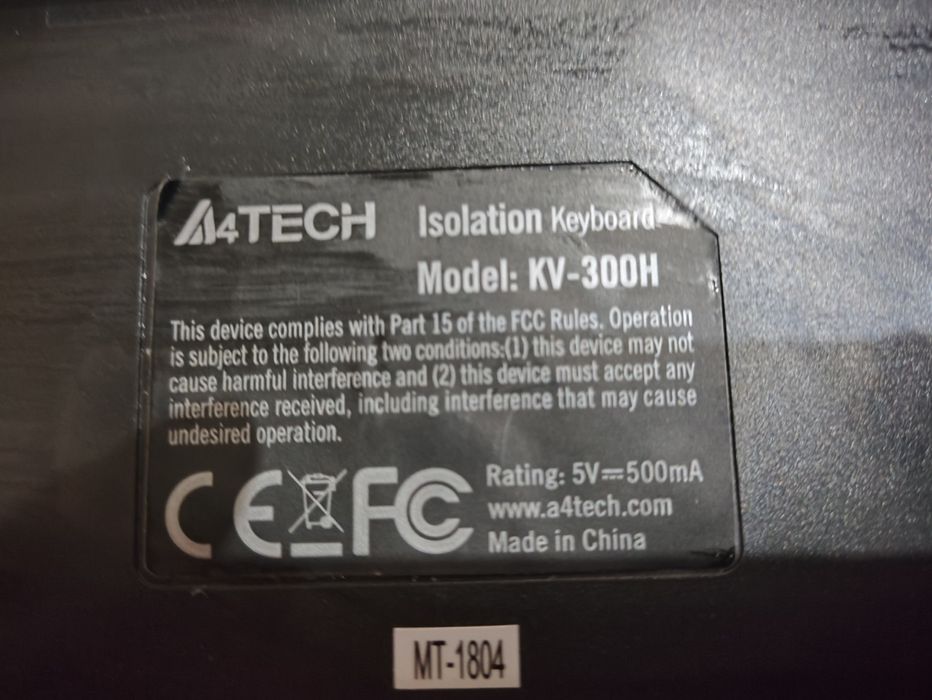 A4TECH Isolation Keyboard
Model: KV-300H
This device complies with Part 15 of the FCC Rules. Operation
is subject to the following two conditions:(1) this device may not
cause harmful interference and (2) this device must accept any
interference received, including interference that may cause
undesired operation.
CE FC Rating: 5V⎓500mA
www.a4tech.com
Made in China
MT-1804